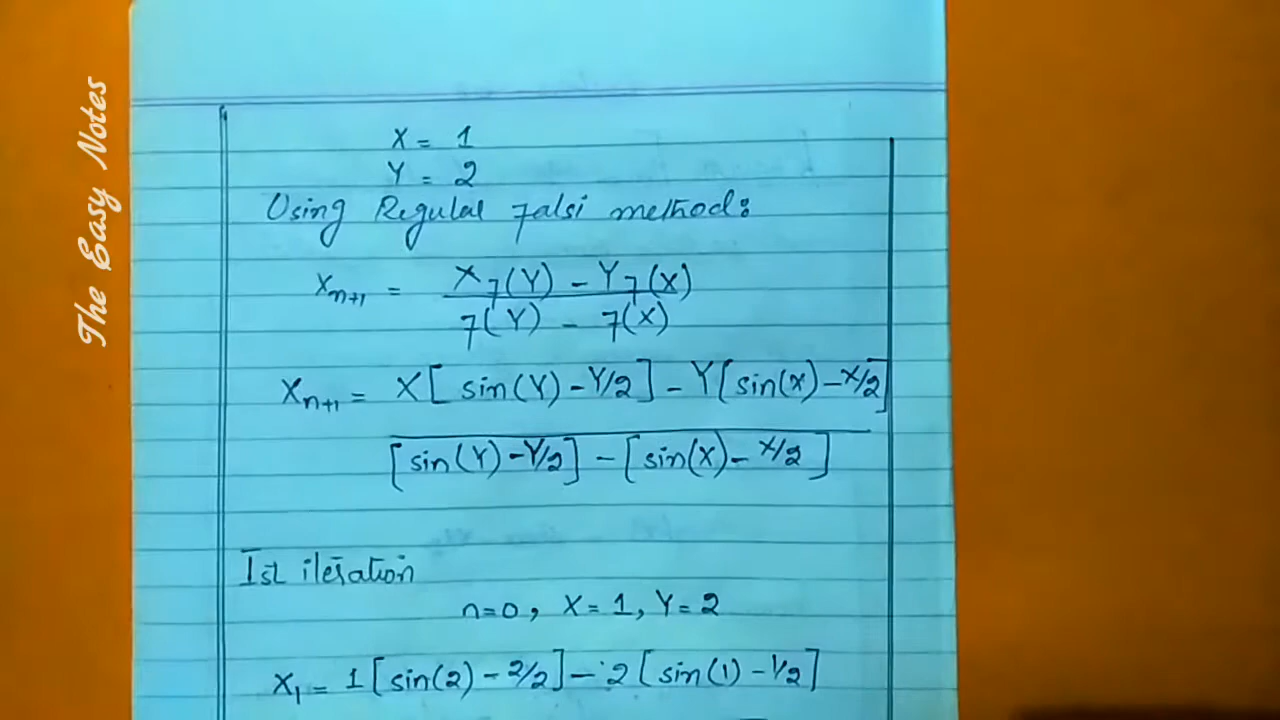 The Easy Notes
X = 1
Y = 2
Using Regular falsi method:
Xn+1 = X f(Y) - Y f(X)
f(Y) - f(X)
Xn+1 = X[ sin(Y) - Y/2 ] - Y[ sin(X) - X/2 ]
[ sin(Y) - Y/2 ] - [ sin(X) - X/2 ]
Ist iteration
n=0, X=1, Y=2
X1 = 1[ sin(2) - 2/2 ] - 2[ sin(1) - 1/2 ]